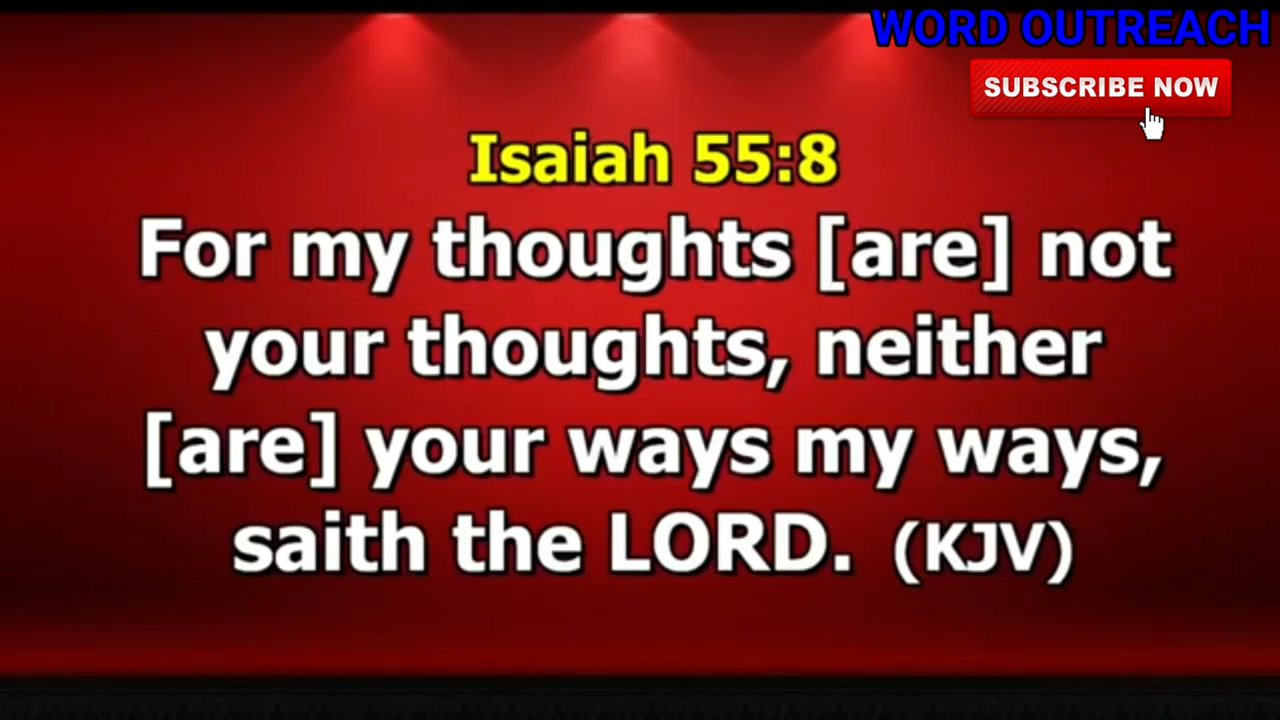 WORD OUTREACH
SUBSCRIBE NOW
Isaiah 55:8
For my thoughts [are] not
your thoughts, neither
[are] your ways my ways,
saith the LORD. (KJV)